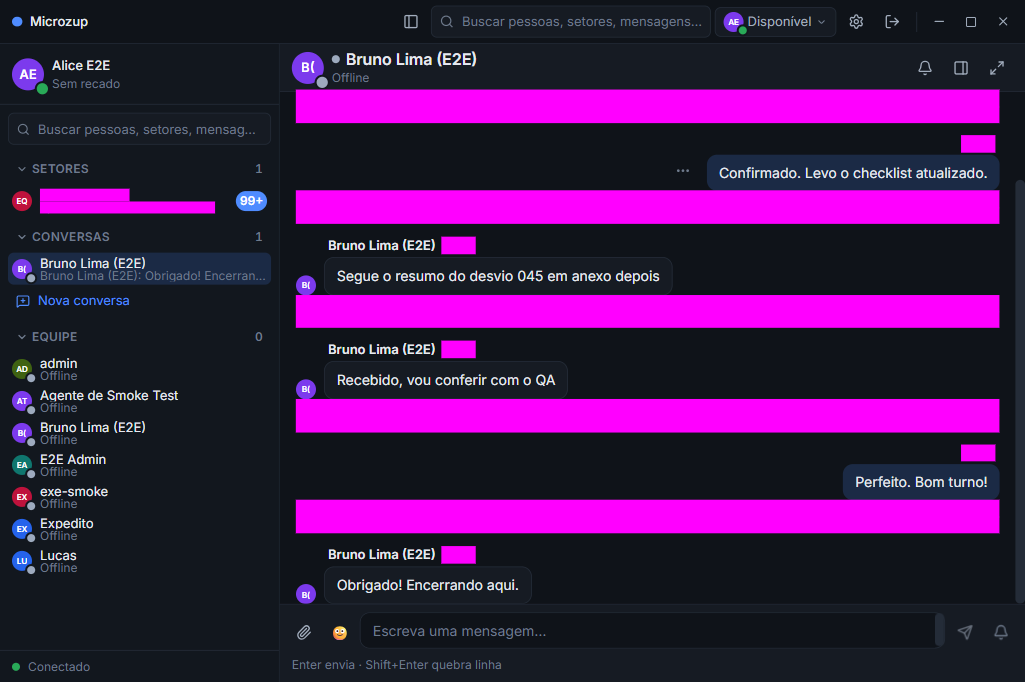 Microzup
Buscar pessoas, setores, mensagens...
AE Disponível
AE
Alice E2E
Sem recado
Buscar pessoas, setores, mensag...
SETORES 1
EQ 99+
CONVERSAS 1
B( Bruno Lima (E2E)
Bruno Lima (E2E): Obrigado! Encerran...
Nova conversa
EQUIPE 0
AD admin
Offline
AT Agente de Smoke Test
Offline
B( Bruno Lima (E2E)
Offline
EA E2E Admin
Offline
EX exe-smoke
Offline
EX Expedito
Offline
LU Lucas
Offline
Conectado
B( Bruno Lima (E2E)
Offline
Confirmado. Levo o checklist atualizado.
Bruno Lima (E2E)
B( Segue o resumo do desvio 045 em anexo depois
Bruno Lima (E2E)
B( Recebido, vou conferir com o QA
Perfeito. Bom turno!
Bruno Lima (E2E)
B( Obrigado! Encerrando aqui.
Escreva uma mensagem...
Enter envia · Shift+Enter quebra linha